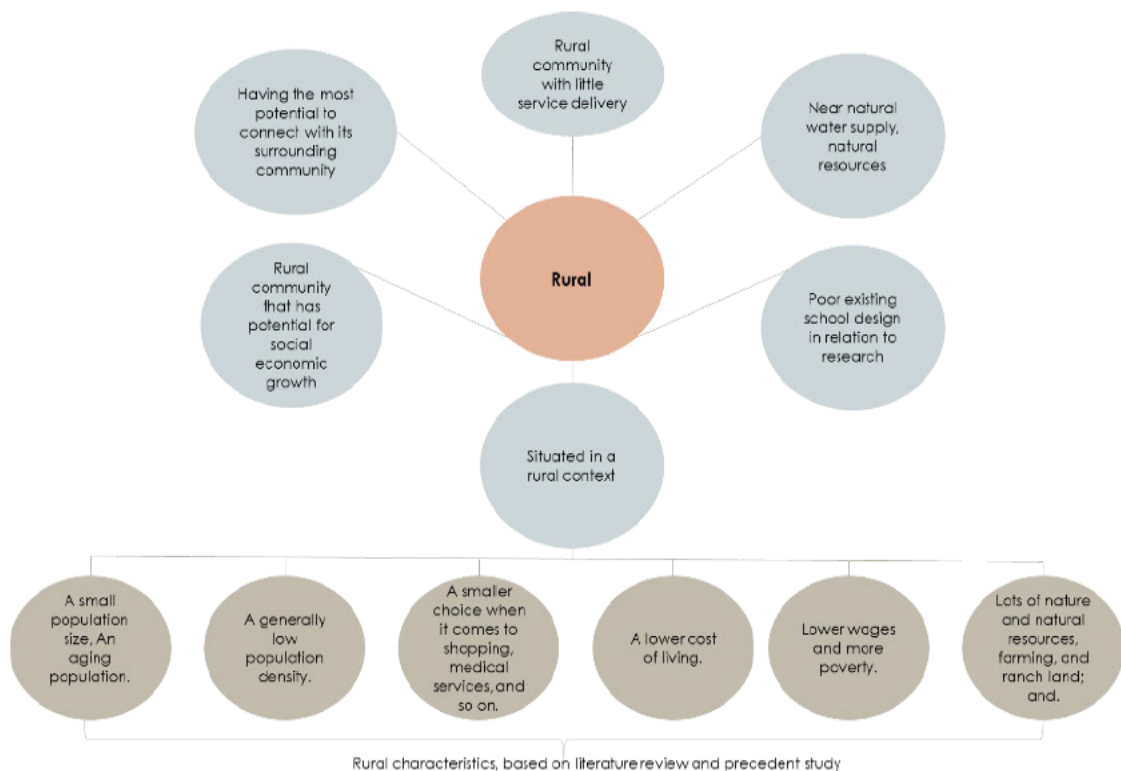 Rural
community
with little
service delivery
Having the most
potential to
connect with its
surrounding
community
Near natural
water supply,
natural
resources
Rural
Rural
community
that has
potential for
social
economic
growth
Poor existing
school design
in relation to
research
Situated in a
rural context
A small
population
size, An
aging
population.
A generally
low
population
density.
A smaller
choice when
it comes to
shopping,
medical
services, and
so on.
A lower cost
of living.
Lower wages
and more
poverty.
Lots of nature
and natural
resources,
farming, and
ranch land;
and.
Rural characteristics, based on literature review and precedent study